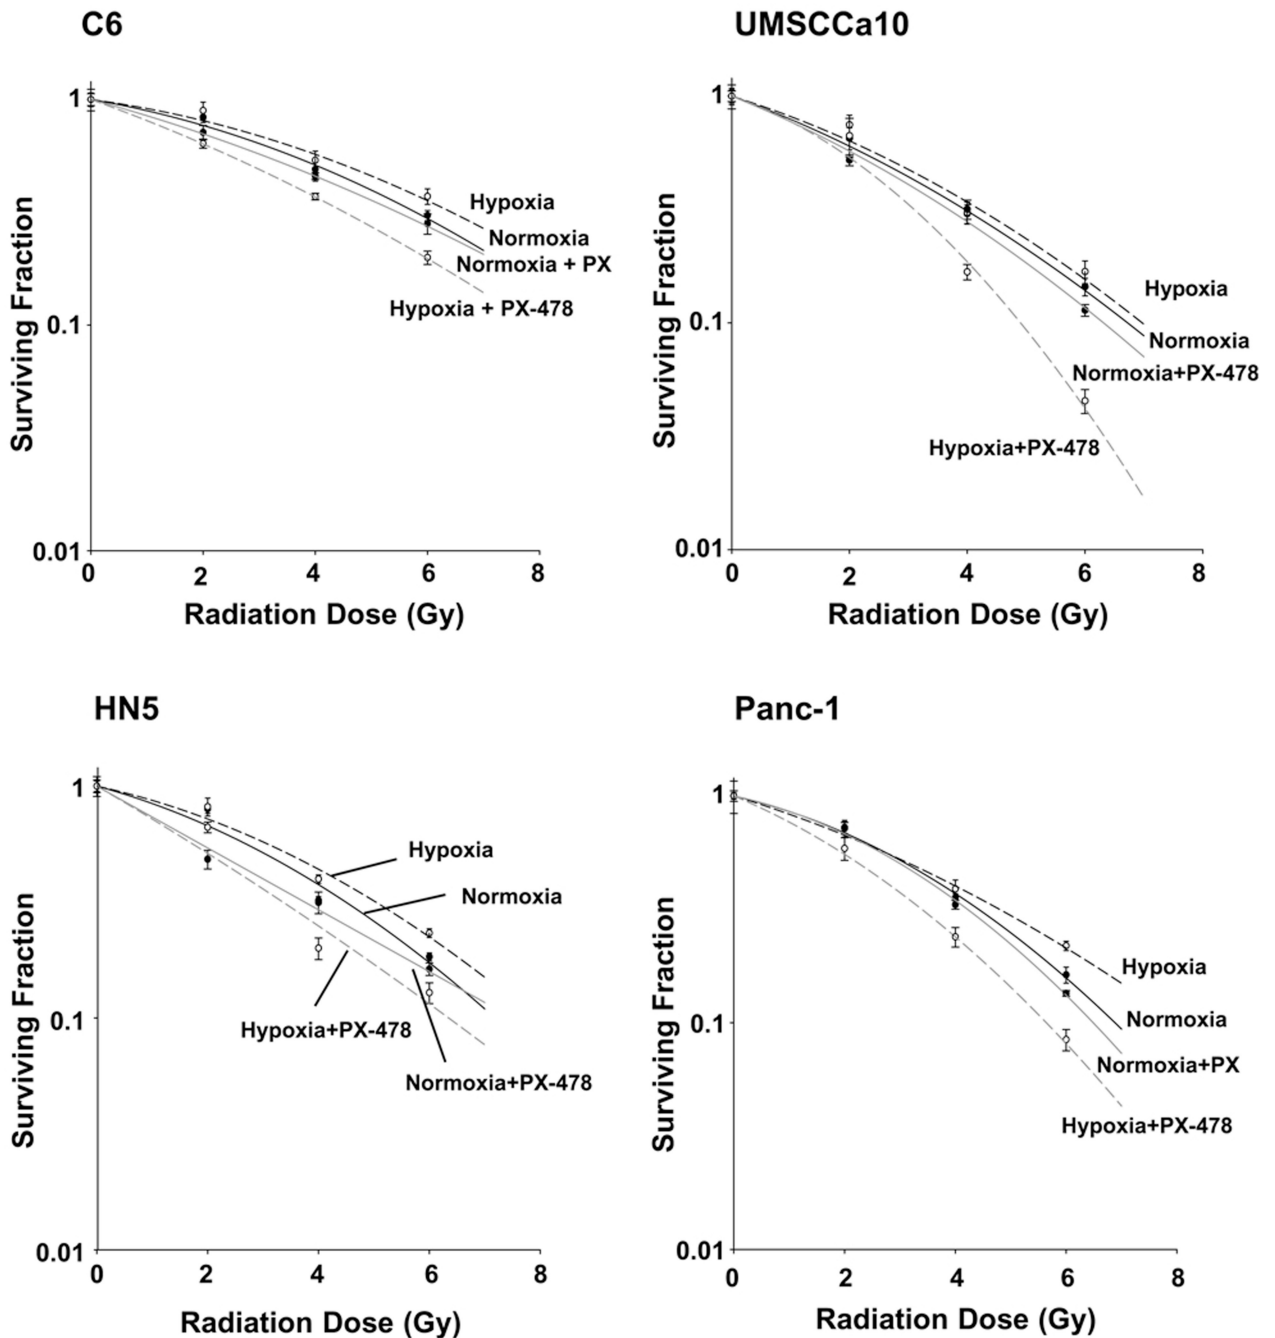 C6
Surviving Fraction
1
0.1
0.01
Hypoxia
Normoxia
Normoxia + PX
Hypoxia + PX-478
0 2 4 6 8
Radiation Dose (Gy)
UMSCCa10
Surviving Fraction
1
0.1
0.01
Hypoxia
Normoxia
Normoxia+PX-478
Hypoxia+PX-478
0 2 4 6 8
Radiation Dose (Gy)
HN5
Surviving Fraction
1
0.1
0.01
Hypoxia
Normoxia
Hypoxia+PX-478
Normoxia+PX-478
0 2 4 6 8
Radiation Dose (Gy)
Panc-1
Surviving Fraction
1
0.1
0.01
Hypoxia
Normoxia
Normoxia+PX
Hypoxia+PX-478
0 2 4 6 8
Radiation Dose (Gy)